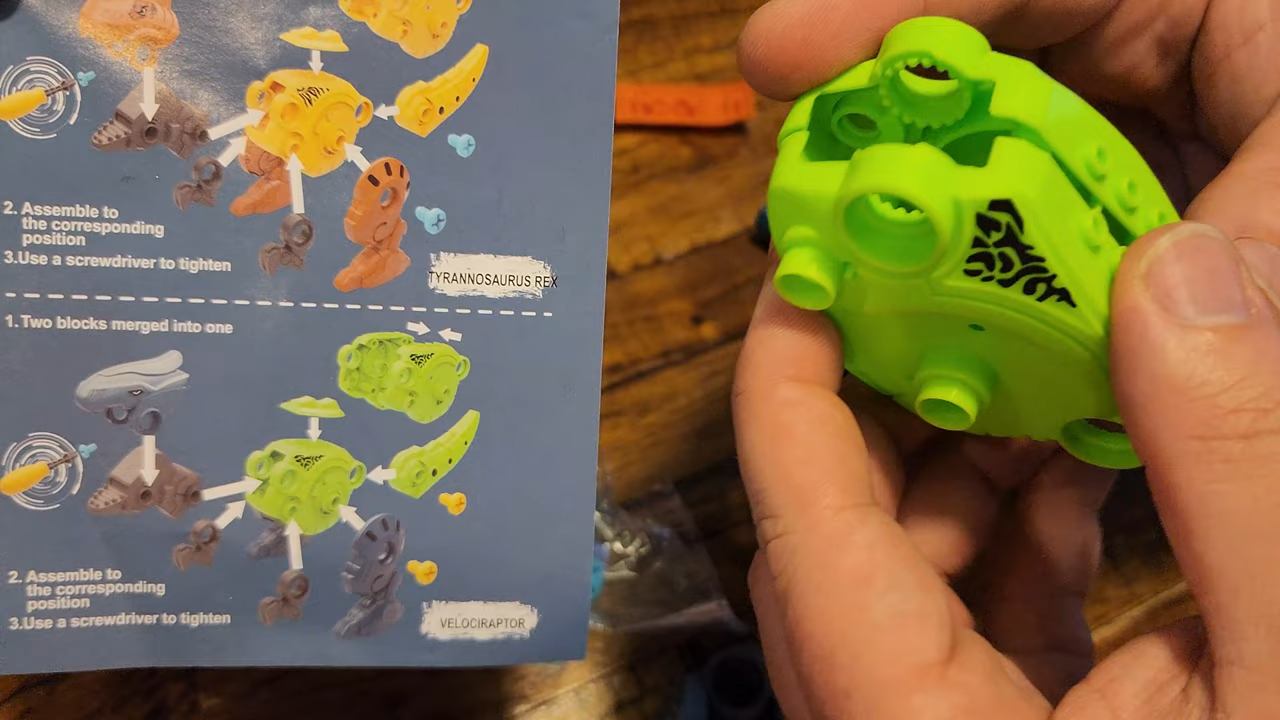 2. Assemble to
the corresponding
position
3.Use a screwdriver to tighten
TYRANNOSAURUS REX
1. Two blocks merged into one
2. Assemble to
the corresponding
position
3.Use a screwdriver to tighten
VELOCIRAPTOR